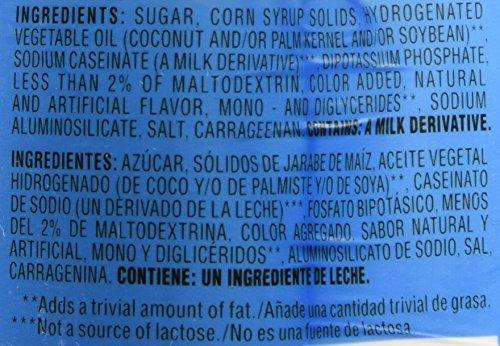 INGREDIENTS: SUGAR, CORN SYRUP SOLIDS, HYDROGENATED
VEGETABLE OIL (COCONUT AND/OR PALM KERNEL AND/OR SOYBEAN)**,
SODIUM CASEINATE (A MILK DERIVATIVE)***, DIPOTASSIUM PHOSPHATE,
LESS THAN 2% OF MALTODEXTRIN, COLOR ADDED, NATURAL
AND ARTIFICIAL FLAVOR, MONO - AND DIGLYCERIDES**, SODIUM
ALUMINOSILICATE, SALT, CARRAGEENAN. CONTAINS: A MILK DERIVATIVE.
INGREDIENTES: AZÚCAR, SÓLIDOS DE JARABE DE MAÍZ, ACEITE VEGETAL
HIDROGENADO (DE COCO Y/O DE PALMISTE Y/O DE SOYA)**, CASEINATO
DE SODIO (UN DERIVADO DE LA LECHE)*** FOSFATO BIPOTÁSICO, MENOS
DEL 2% DE MALTODEXTRINA, COLOR AGREGADO, SABOR NATURAL Y
ARTIFICIAL, MONO Y DIGLICÉRIDOS**, ALUMINOSILICATO DE SODIO, SAL,
CARRAGENINA. CONTIENE: UN INGREDIENTE DE LECHE.
**Adds a trivial amount of fat./Añade una cantidad trivial de grasa.
***Not a source of lactose./No es una fuente de lactosa.